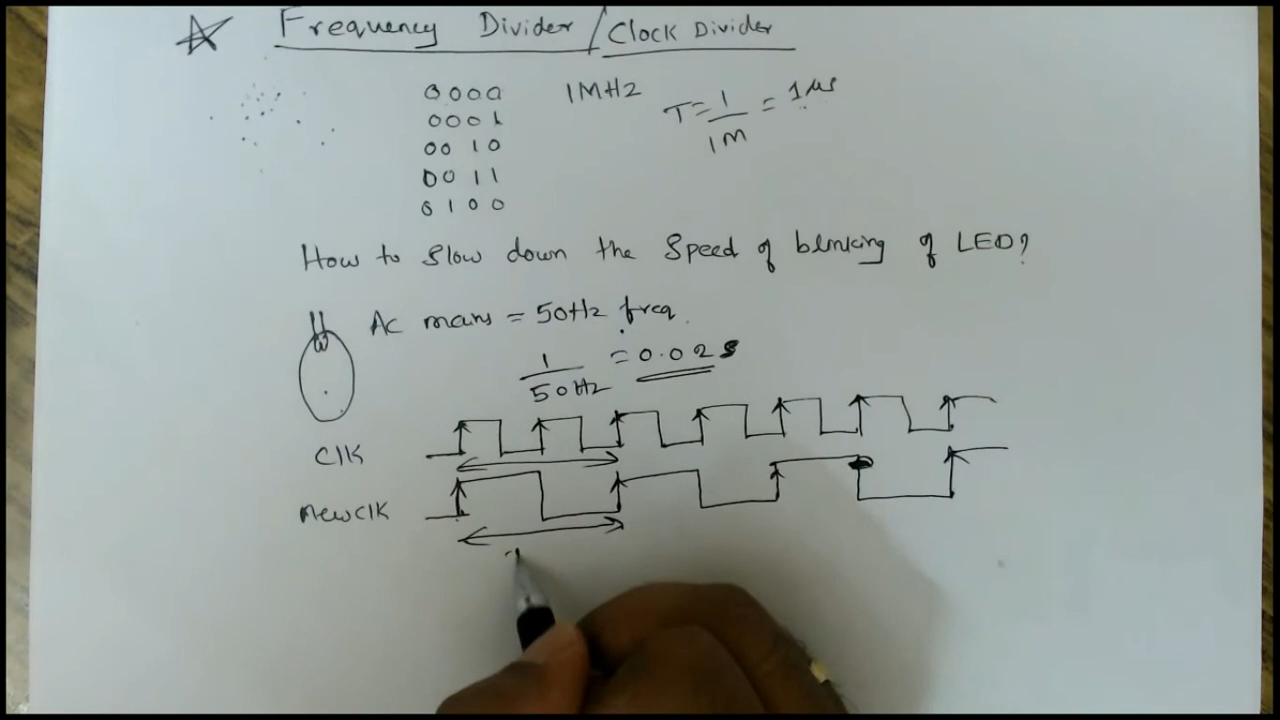 Frequency Divider / Clock Divider
0000 1MHz T = 1/1M = 1µs
0001
0010
0011
0100
How to slow down the speed of blinking of LED?
Ac mans = 50Hz freq.
1/50Hz = 0.02s
Clk
newclk